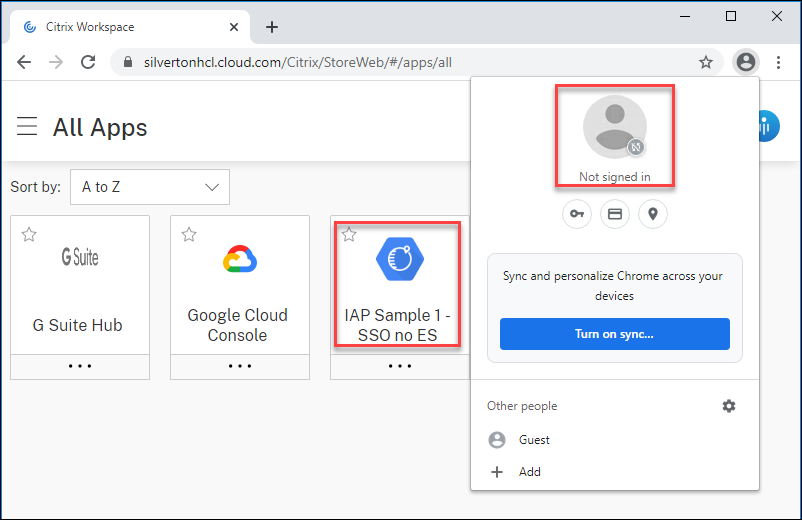 Citrix Workspace
silvertonhcl.cloud.com/Citrix/StoreWeb/#/apps/all
All Apps
Sort by: A to Z
G Suite
G Suite Hub
Google Cloud
Console
IAP Sample 1 -
SSO no ES
Not signed in
Sync and personalize Chrome across your
devices
Turn on sync...
Other people
Guest
Add